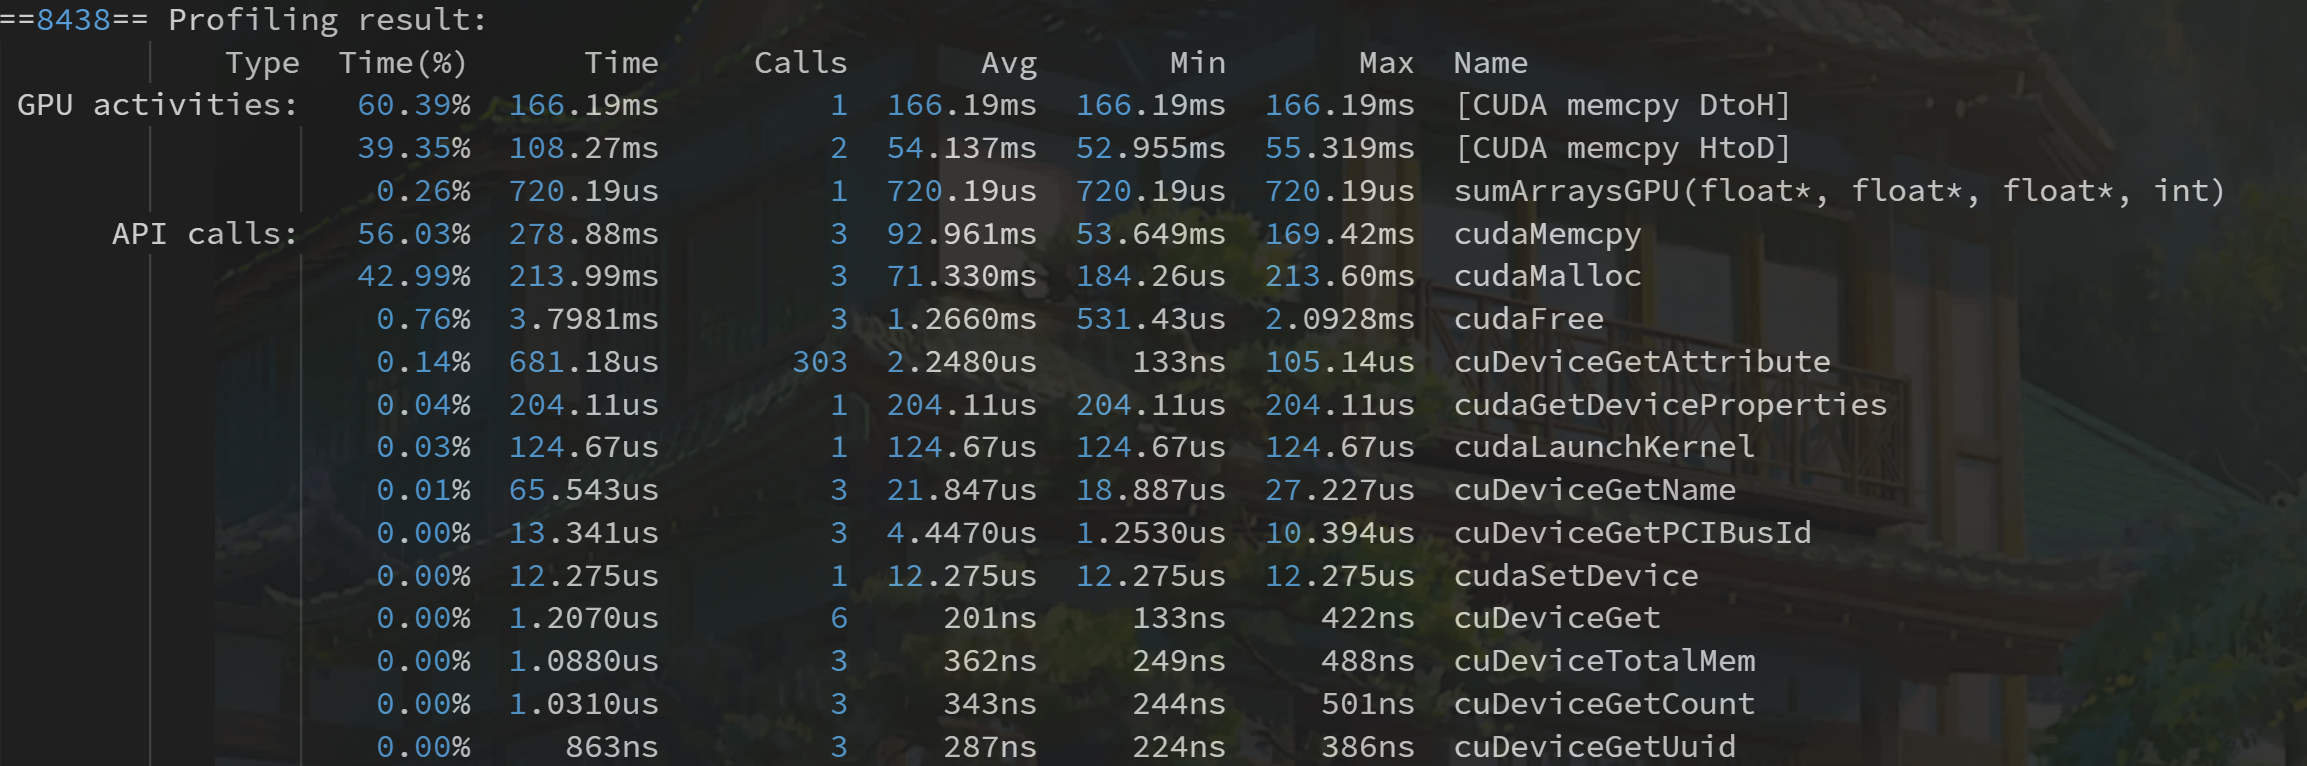 ==8438== Profiling result:
Type Time(%) Time Calls Avg Min Max Name
GPU activities: 60.39% 166.19ms 1 166.19ms 166.19ms 166.19ms [CUDA memcpy DtoH]
39.35% 108.27ms 2 54.137ms 52.955ms 55.319ms [CUDA memcpy HtoD]
0.26% 720.19us 1 720.19us 720.19us 720.19us sumArraysGPU(float*, float*, float*, int)
API calls: 56.03% 278.88ms 3 92.961ms 53.649ms 169.42ms cudaMemcpy
42.99% 213.99ms 3 71.330ms 184.26us 213.60ms cudaMalloc
0.76% 3.7981ms 3 1.2660ms 531.43us 2.0928ms cudaFree
0.14% 681.18us 303 2.2480us 133ns 105.14us cuDeviceGetAttribute
0.04% 204.11us 1 204.11us 204.11us 204.11us cudaGetDeviceProperties
0.03% 124.67us 1 124.67us 124.67us 124.67us cudaLaunchKernel
0.01% 65.543us 3 21.847us 18.887us 27.227us cuDeviceGetName
0.00% 13.341us 3 4.4470us 1.2530us 10.394us cuDeviceGetPCIBusId
0.00% 12.275us 1 12.275us 12.275us 12.275us cudaSetDevice
0.00% 1.2070us 6 201ns 133ns 422ns cuDeviceGet
0.00% 1.0880us 3 362ns 249ns 488ns cuDeviceTotalMem
0.00% 1.0310us 3 343ns 244ns 501ns cuDeviceGetCount
0.00% 863ns 3 287ns 224ns 386ns cuDeviceGetUuid